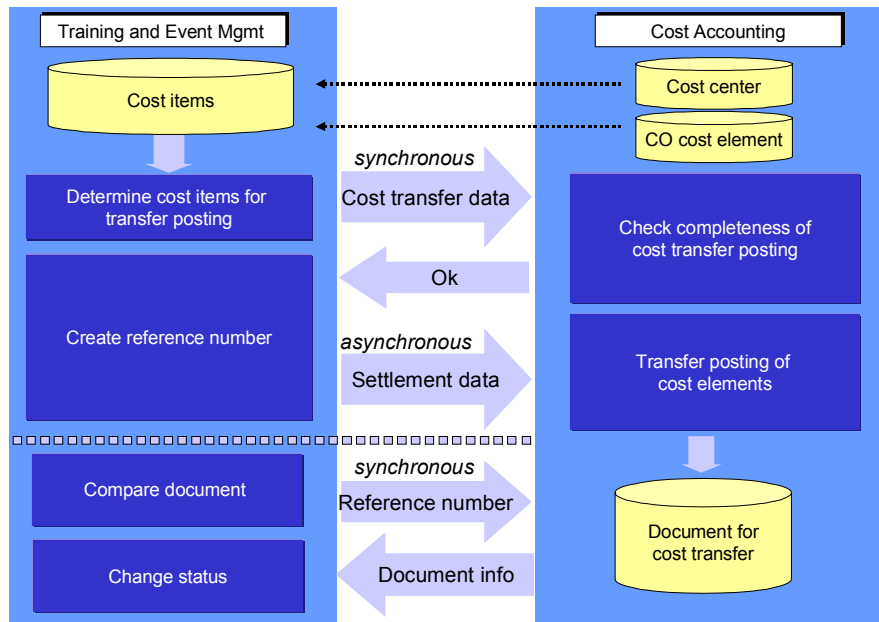 Training and Event Mgmt
Cost Accounting
Cost items
Cost center
CO cost element
synchronous
Determine cost items for
transfer posting
Cost transfer data
Check completeness of
cost transfer posting
Ok
Create reference number
asynchronous
Settlement data
Transfer posting of
cost elements
synchronous
Compare document
Reference number
Document for
cost transfer
Change status
Document info